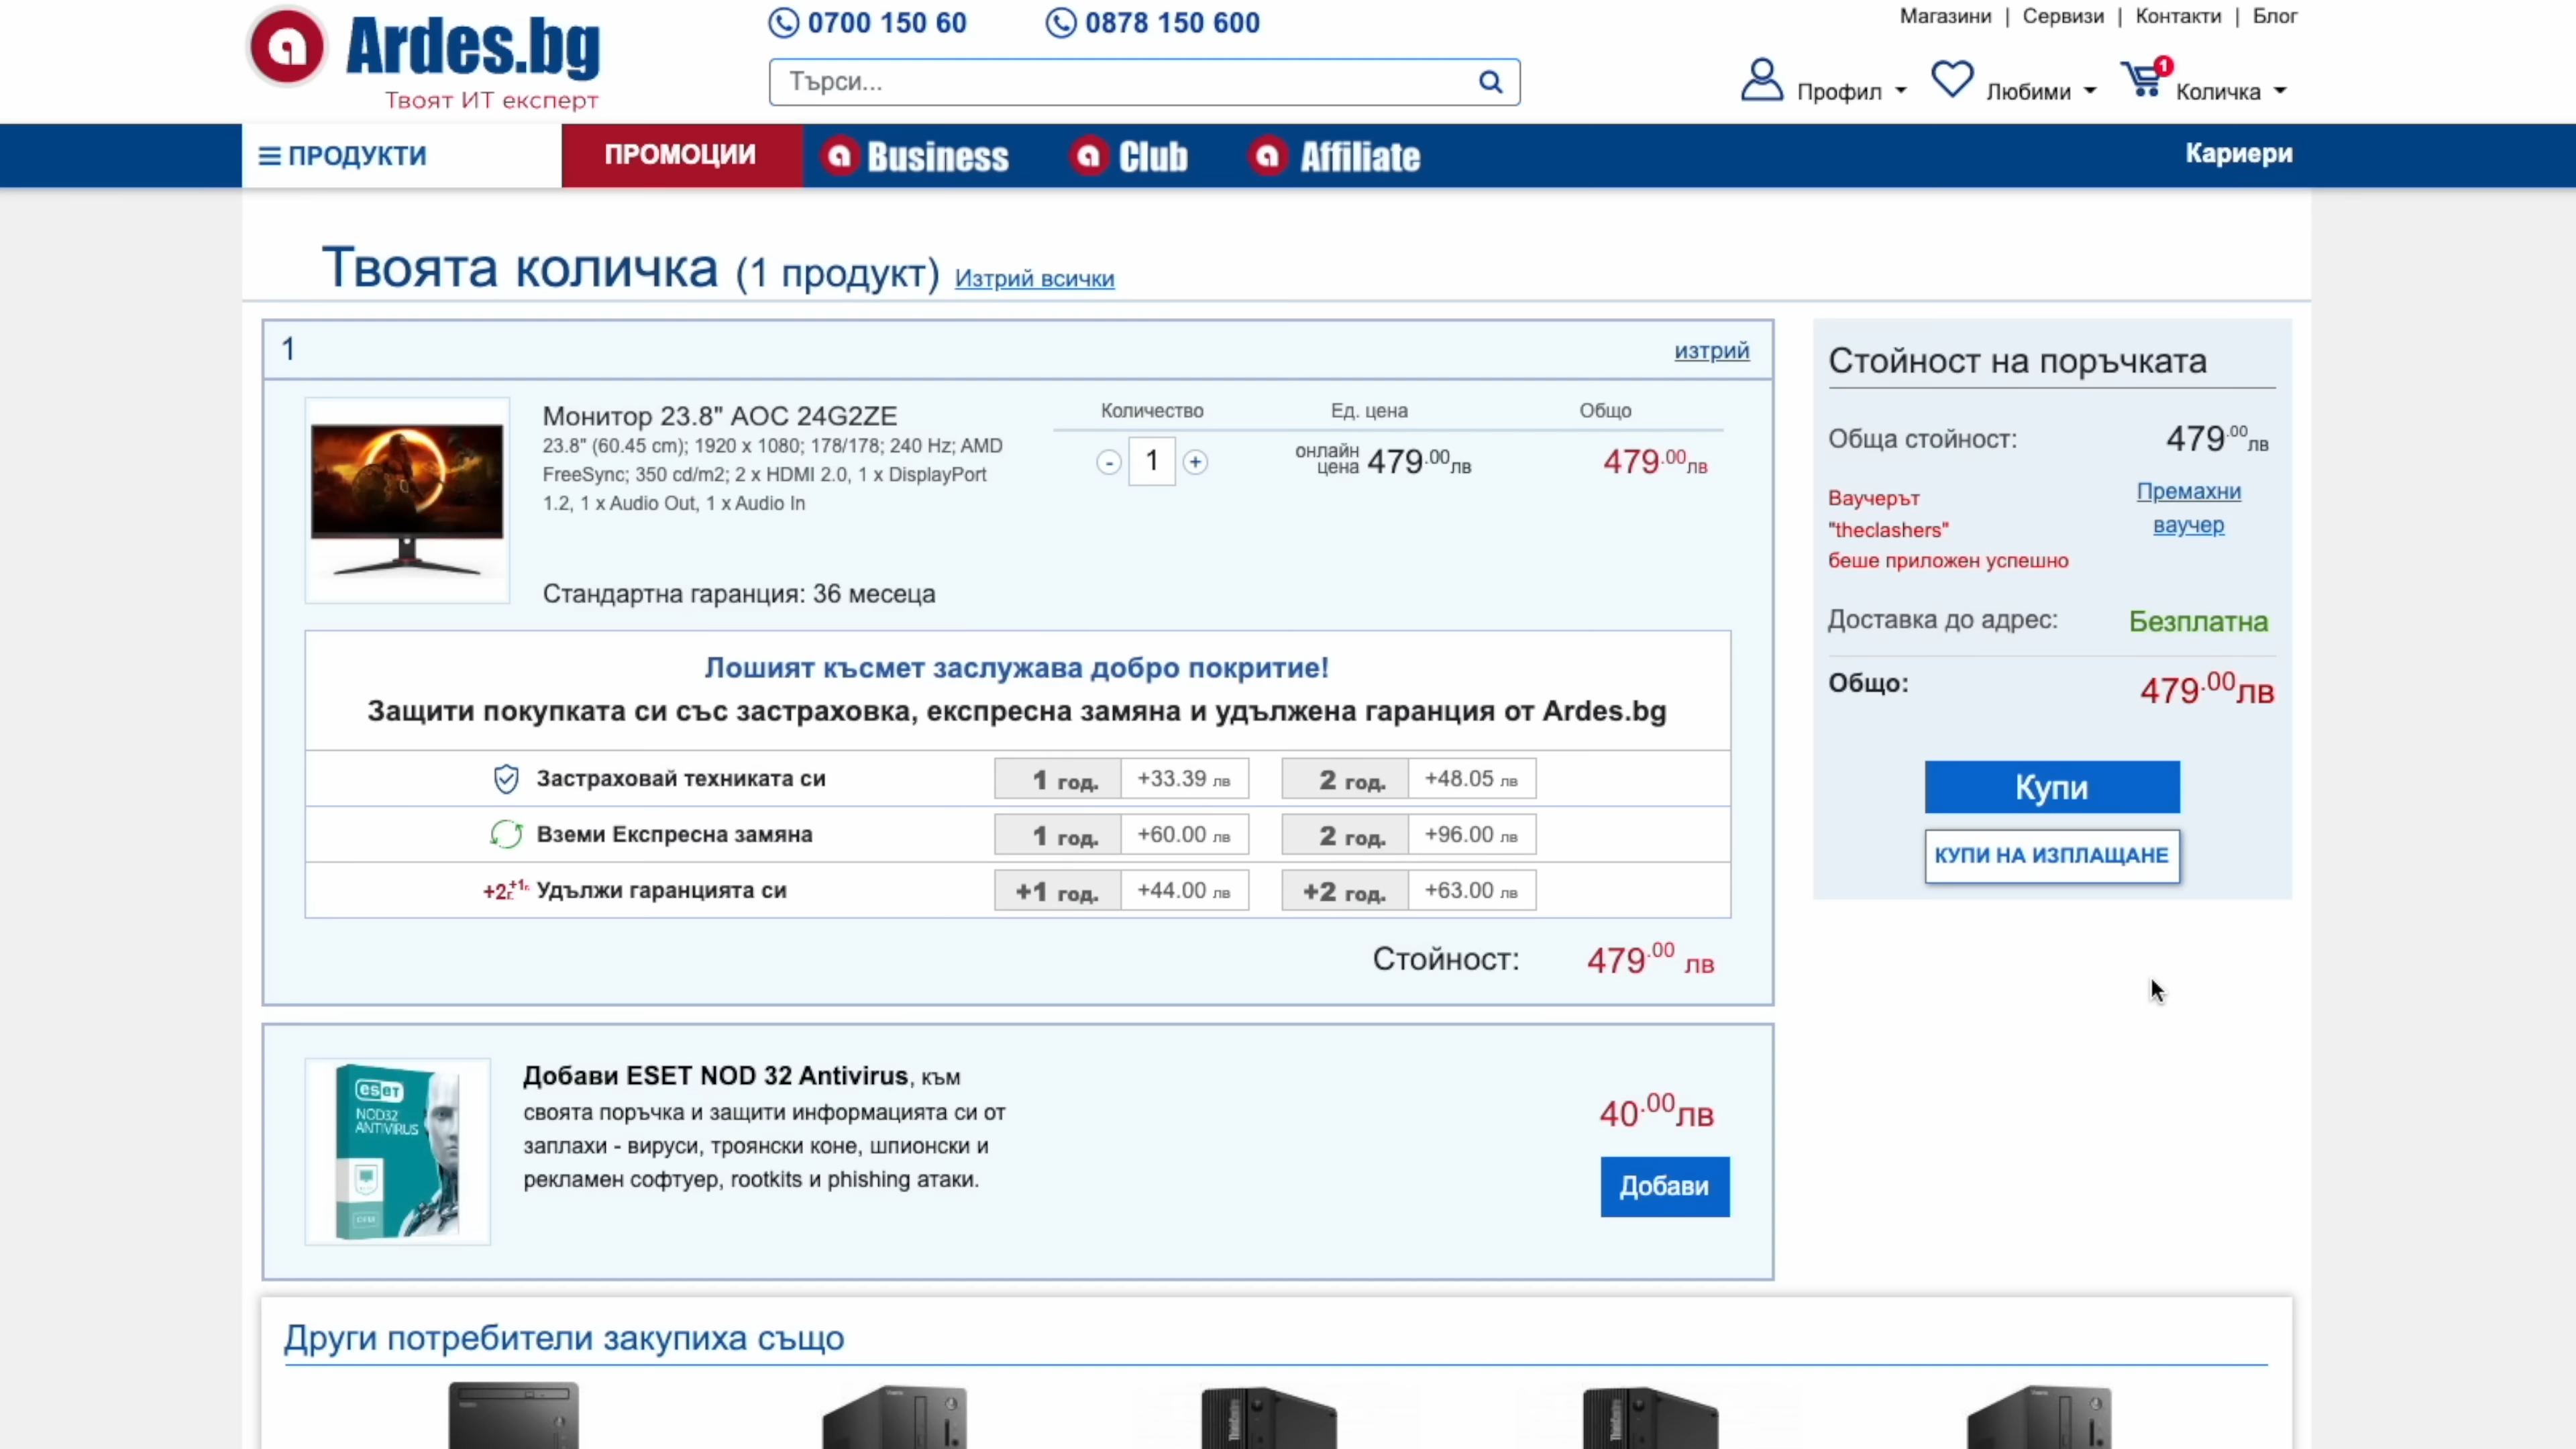 Ardes.bg
Твоят ИТ експерт
0700 150 60
0878 150 600
Търси...
Магазини | Сервизи | Контакти | Блог
Профил
Любими
1
Количка
ПРОДУКТИ
ПРОМОЦИИ
a Business
a Club
a Affiliate
Кариери
Твоята количка (1 продукт) Изтрий всички
1
изтрий
Монитор 23.8" AOC 24G2ZE
23.8" (60.45 cm); 1920 x 1080; 178/178; 240 Hz; AMD
FreeSync; 350 cd/m2; 2 x HDMI 2.0, 1 x DisplayPort
1.2, 1 x Audio Out, 1 x Audio In
Стандартна гаранция: 36 месеца
Количество
Ед. цена
Общо
- 1 +
онлайн цена 479.00лв
479.00лв
Лошият късмет заслужава добро покритие!
Защити покупката си със застраховка, експресна замяна и удължена гаранция от Ardes.bg
Застраховай техниката си 1 год. +33.39 лв 2 год. +48.05 лв
Вземи Експресна замяна 1 год. +60.00 лв 2 год. +96.00 лв
+2г. +1г. Удължи гаранцията си +1 год. +44.00 лв +2 год. +63.00 лв
Стойност: 479.00 лв
Стойност на поръчката
Обща стойност: 479.00лв
Ваучерът
"theclashers"
беше приложен успешно
Премахни
ваучер
Доставка до адрес: Безплатна
Общо: 479.00лв
Купи
КУПИ НА ИЗПЛАЩАНЕ
eset
NOD32
ANTIVIRUS
Добави ESET NOD 32 Antivirus, към
своята поръчка и защити информацията си от
заплахи - вируси, троянски коне, шпионски и
рекламен софтуер, rootkits и phishing атаки.
40.00лв
Добави
Други потребители закупиха също